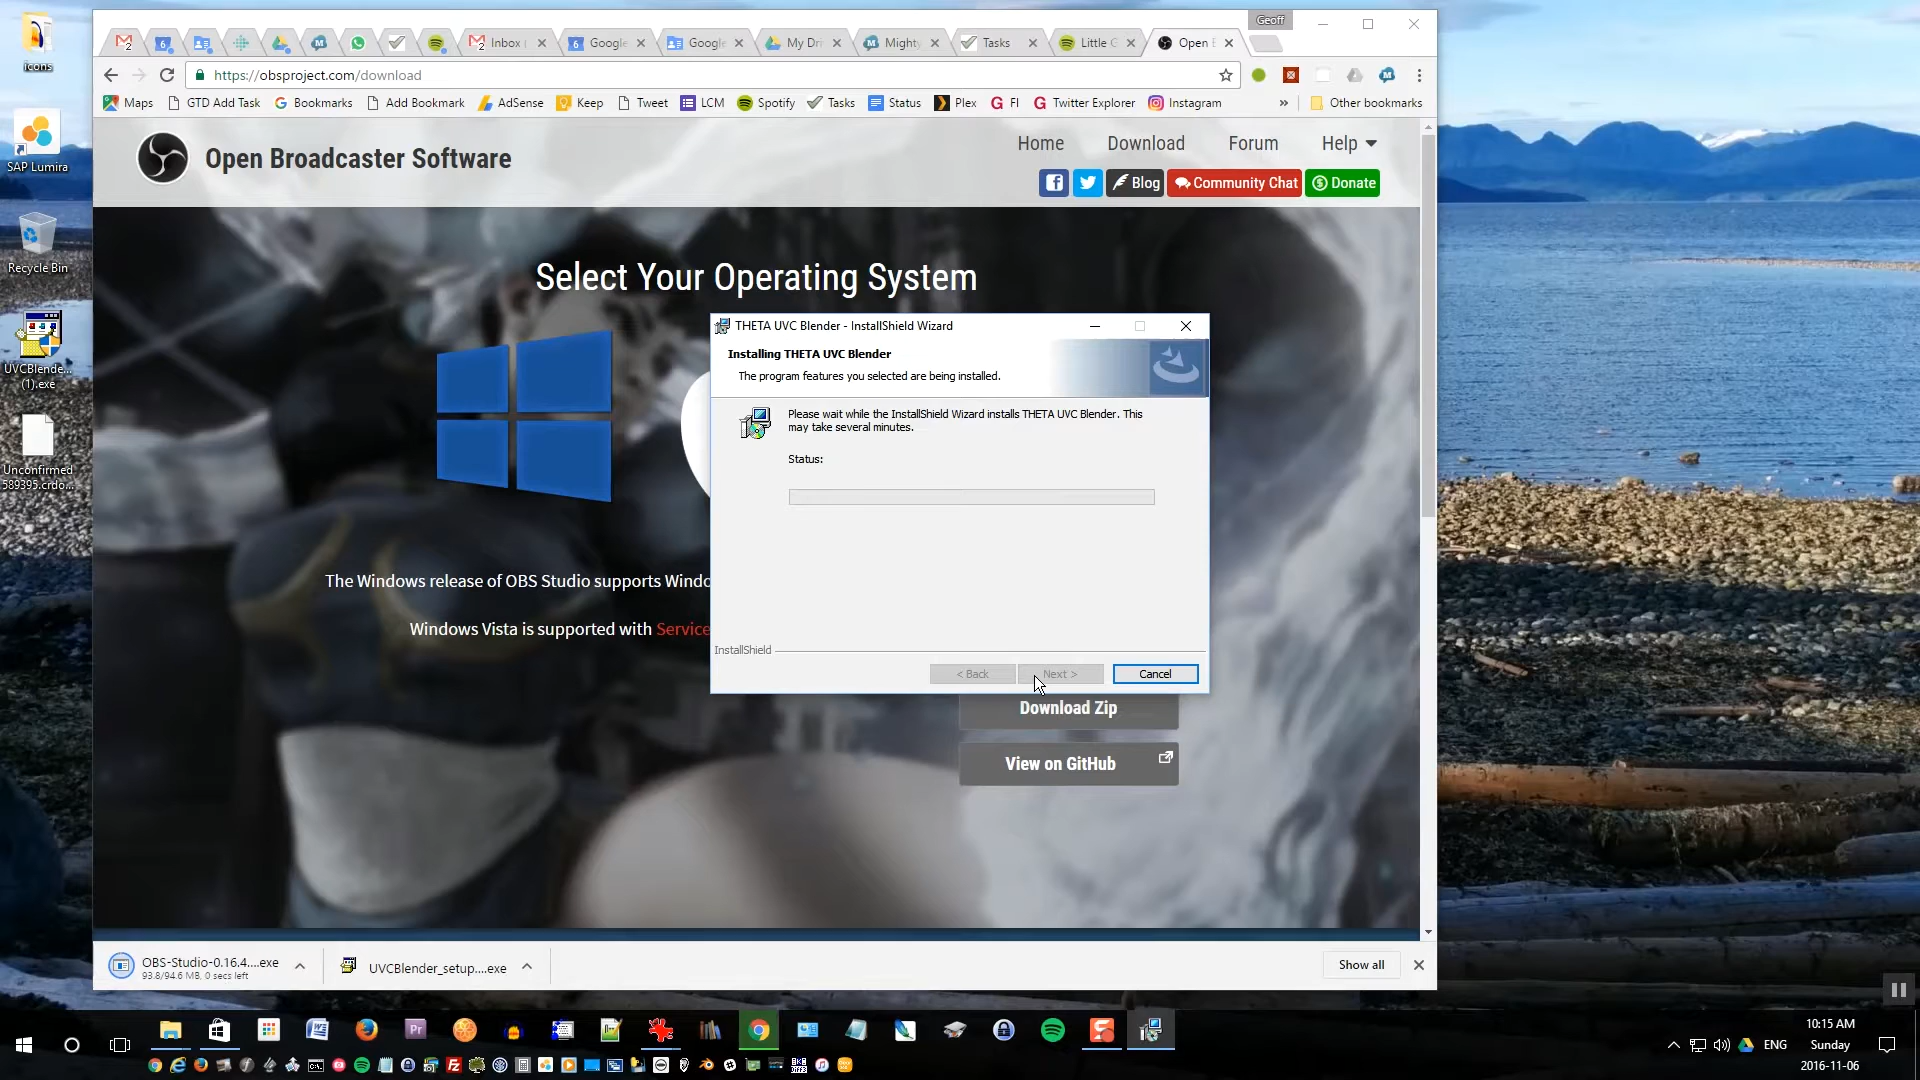 icons
SAP Lumira
Recycle Bin
UVCBlende...
(1).exe
Unconfirmed
589395.crdo...
Geoff
Inbox
Google
Google
My Dri
Mighty
Tasks
Little
Open
https://obsproject.com/download
Maps
GTD Add Task
Bookmarks
Add Bookmark
AdSense
Keep
Tweet
LCM
Spotify
Tasks
Status
Plex
FI
Twitter Explorer
Instagram
»
Other bookmarks
Open Broadcaster Software
Home
Download
Forum
Help
Blog
Community Chat
Donate
Select Your Operating System
THETA UVC Blender - InstallShield Wizard
Installing THETA UVC Blender
The program features you selected are being installed.
Please wait while the InstallShield Wizard installs THETA UVC Blender. This
may take several minutes.
Status:
InstallShield
< Back
Next >
Cancel
The Windows release of OBS Studio supports Windo
Windows Vista is supported with Service
Download Zip
View on GitHub
OBS-Studio-0.16.4....exe
93.8/94.6 MB, 0 secs left
UVCBlender_setup....exe
Show all
10:15 AM
ENG
Sunday
2016-11-06